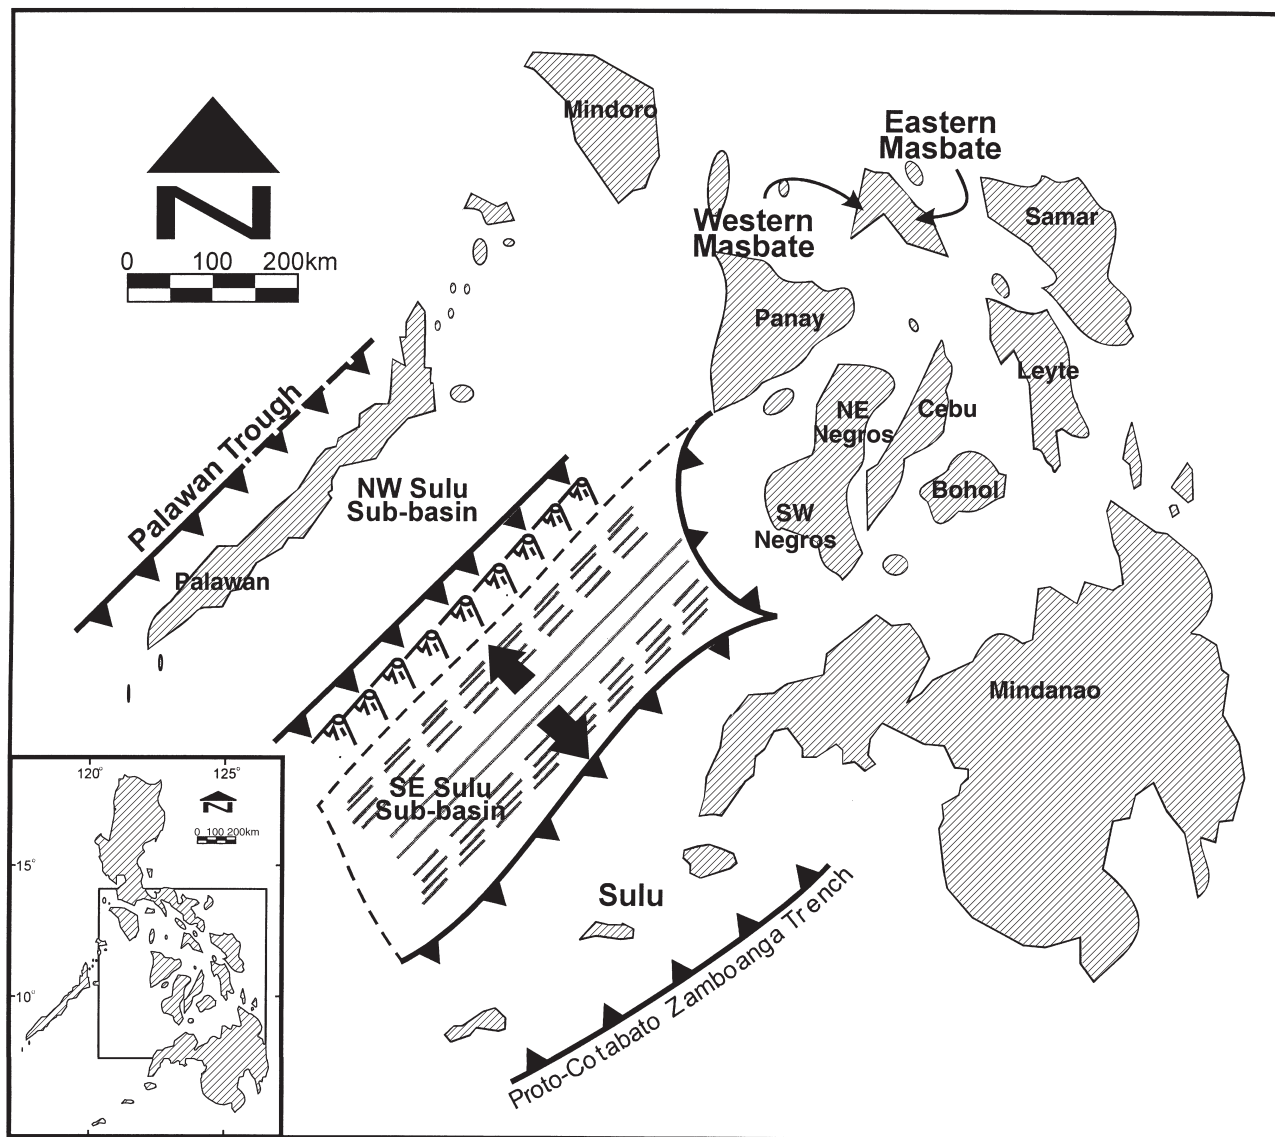 Mindoro
Eastern
Masbate
Western
Masbate
Samar
N
0 100 200km
Panay
Leyte
Palawan Trough
NE
Negros
Cebu
NW Sulu
Sub-basin
Bohol
SW
Negros
Palawan
Mindanao
SE Sulu
Sub-basin
Sulu
Proto-Cotabato Zamboanga Trench
120° 125°
N
0 100 200km
15°
10°